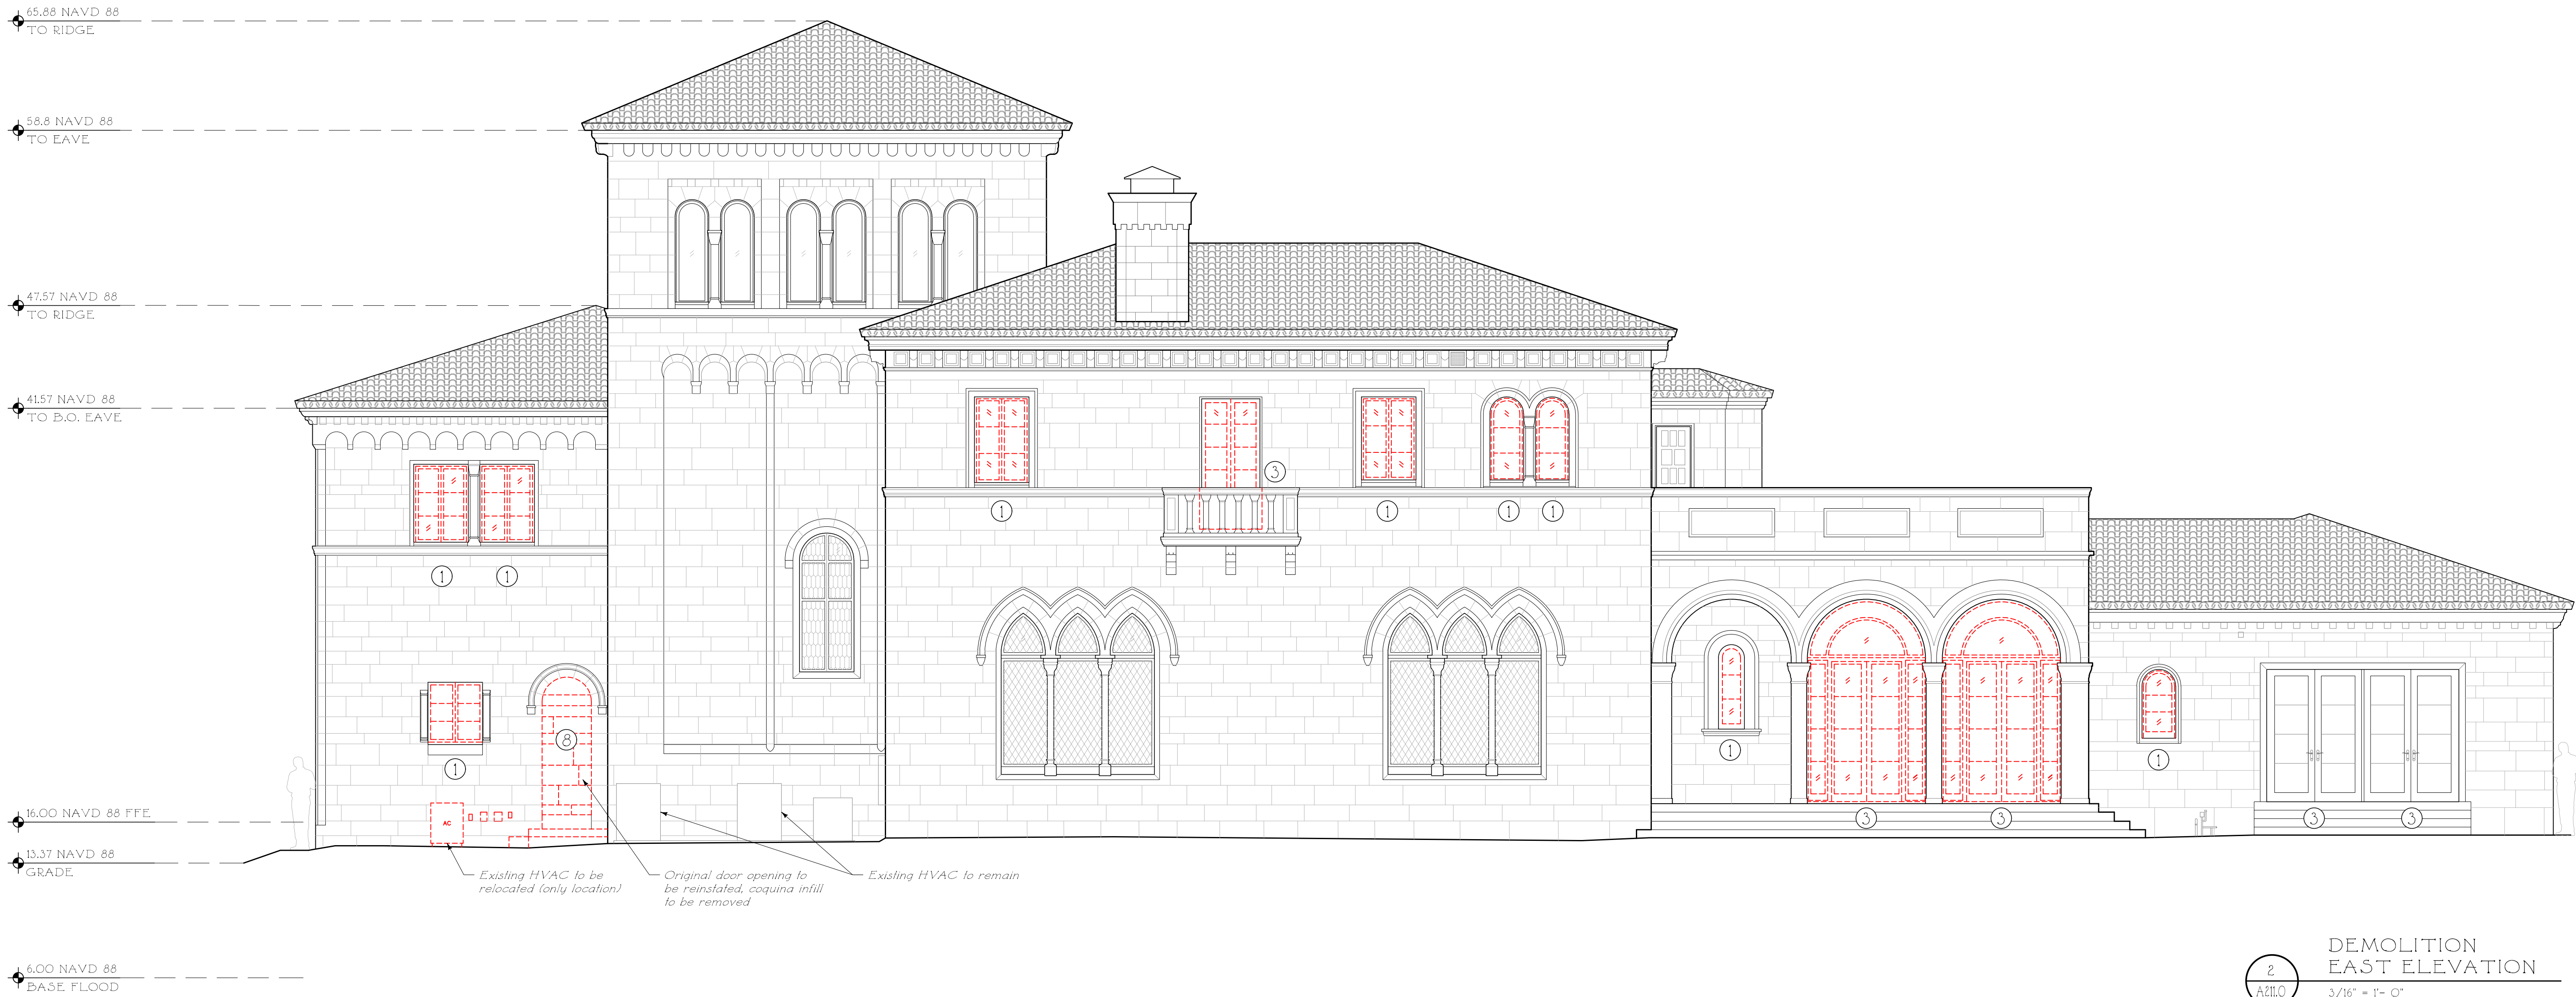 65.88 NAVD 88
TO RIDGE
58.8 NAVD 88
TO EAVE
47.57 NAVD 88
TO RIDGE
41.57 NAVD 88
TO B.O. EAVE
3
1
1
1
1
1
1
8
1
1
1
16.00 NAVD 88 FFE
AC
3
3
3
3
13.37 NAVD 88
GRADE
Existing HVAC to be
relocated (only location)
Original door opening to
be reinstated, coquina infill
to be removed
Existing HVAC to remain
6.00 NAVD 88
BASE FLOOD
2
A211.0
DEMOLITION
EAST ELEVATION
3/16" = 1'- 0"